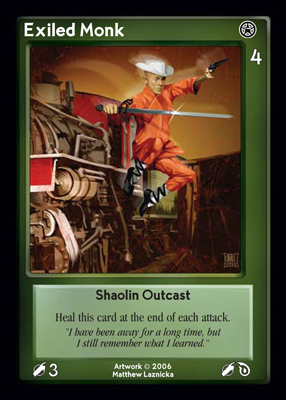 Exiled Monk
4
Shaolin Outcast
Heal this card at the end of each attack.
"I have been away for a long time, but
I still remember what I learned."
3
Artwork © 2006
Matthew Laznicka